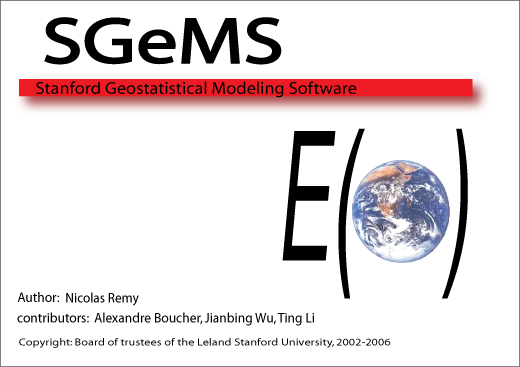 SGeMS
Stanford Geostatistical Modeling Software
E( )
Author: Nicolas Remy
contributors: Alexandre Boucher, Jianbing Wu, Ting Li
Copyright: Board of trustees of the Leland Stanford University, 2002-2006